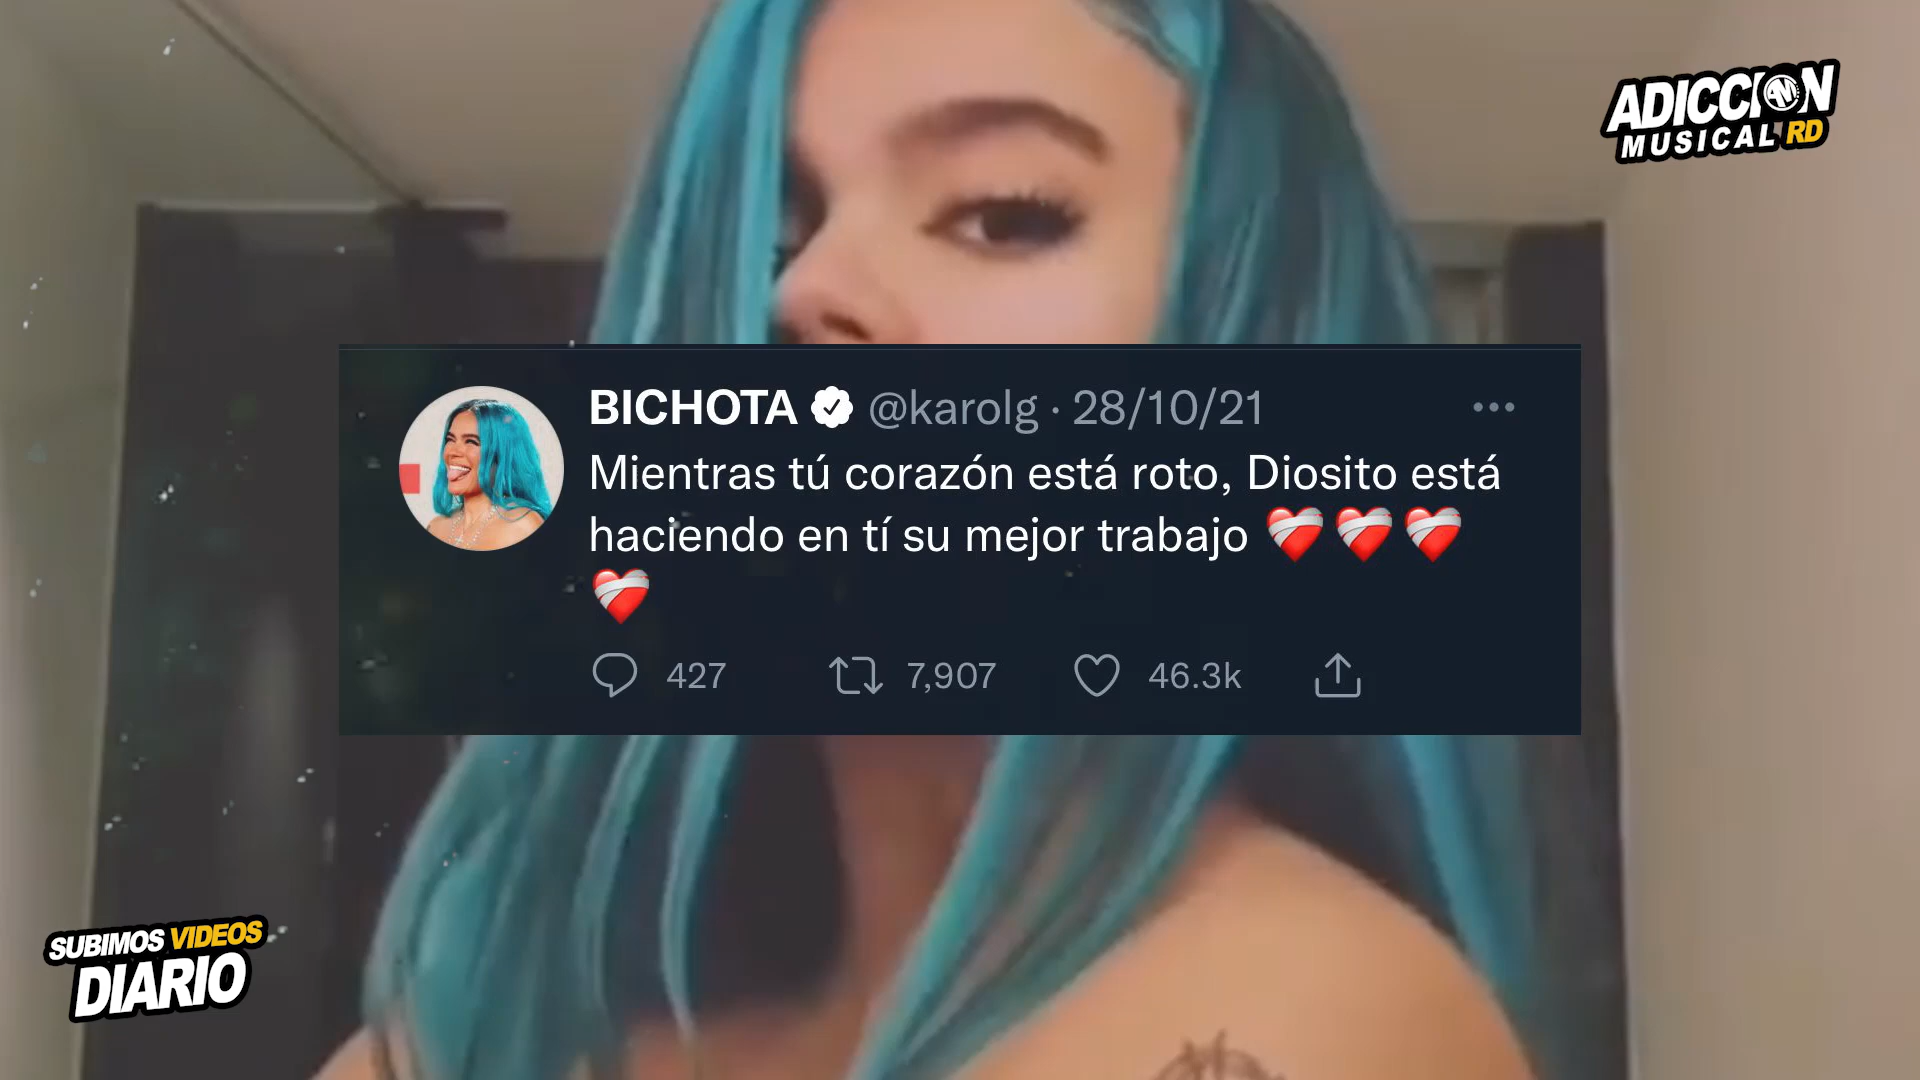 ADICCION
MUSICAL RD
BICHOTA @karolg · 28/10/21
Mientras tú corazón está roto, Diosito está
haciendo en tí su mejor trabajo ❤️‍🩹❤️‍🩹❤️‍🩹
❤️‍🩹
427 7,907 46.3k
SUBIMOS VIDEOS
DIARIO